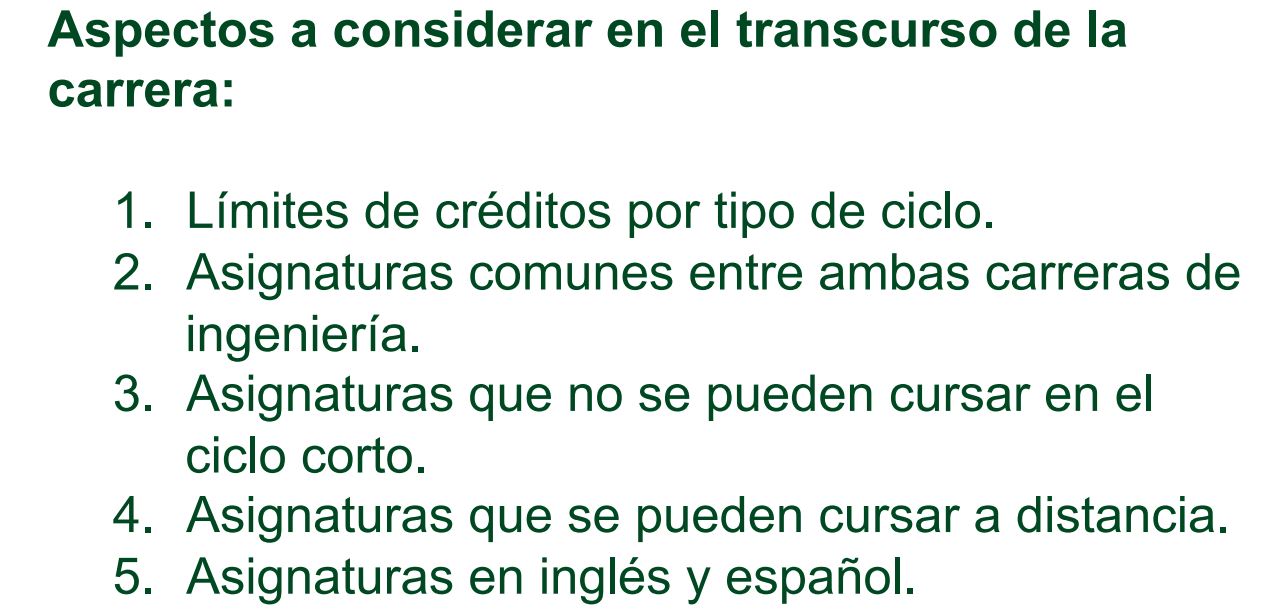 Aspectos a considerar en el transcurso de la
carrera:
1. Límites de créditos por tipo de ciclo.
2. Asignaturas comunes entre ambas carreras de
ingeniería.
3. Asignaturas que no se pueden cursar en el
ciclo corto.
4. Asignaturas que se pueden cursar a distancia.
5. Asignaturas en inglés y español.